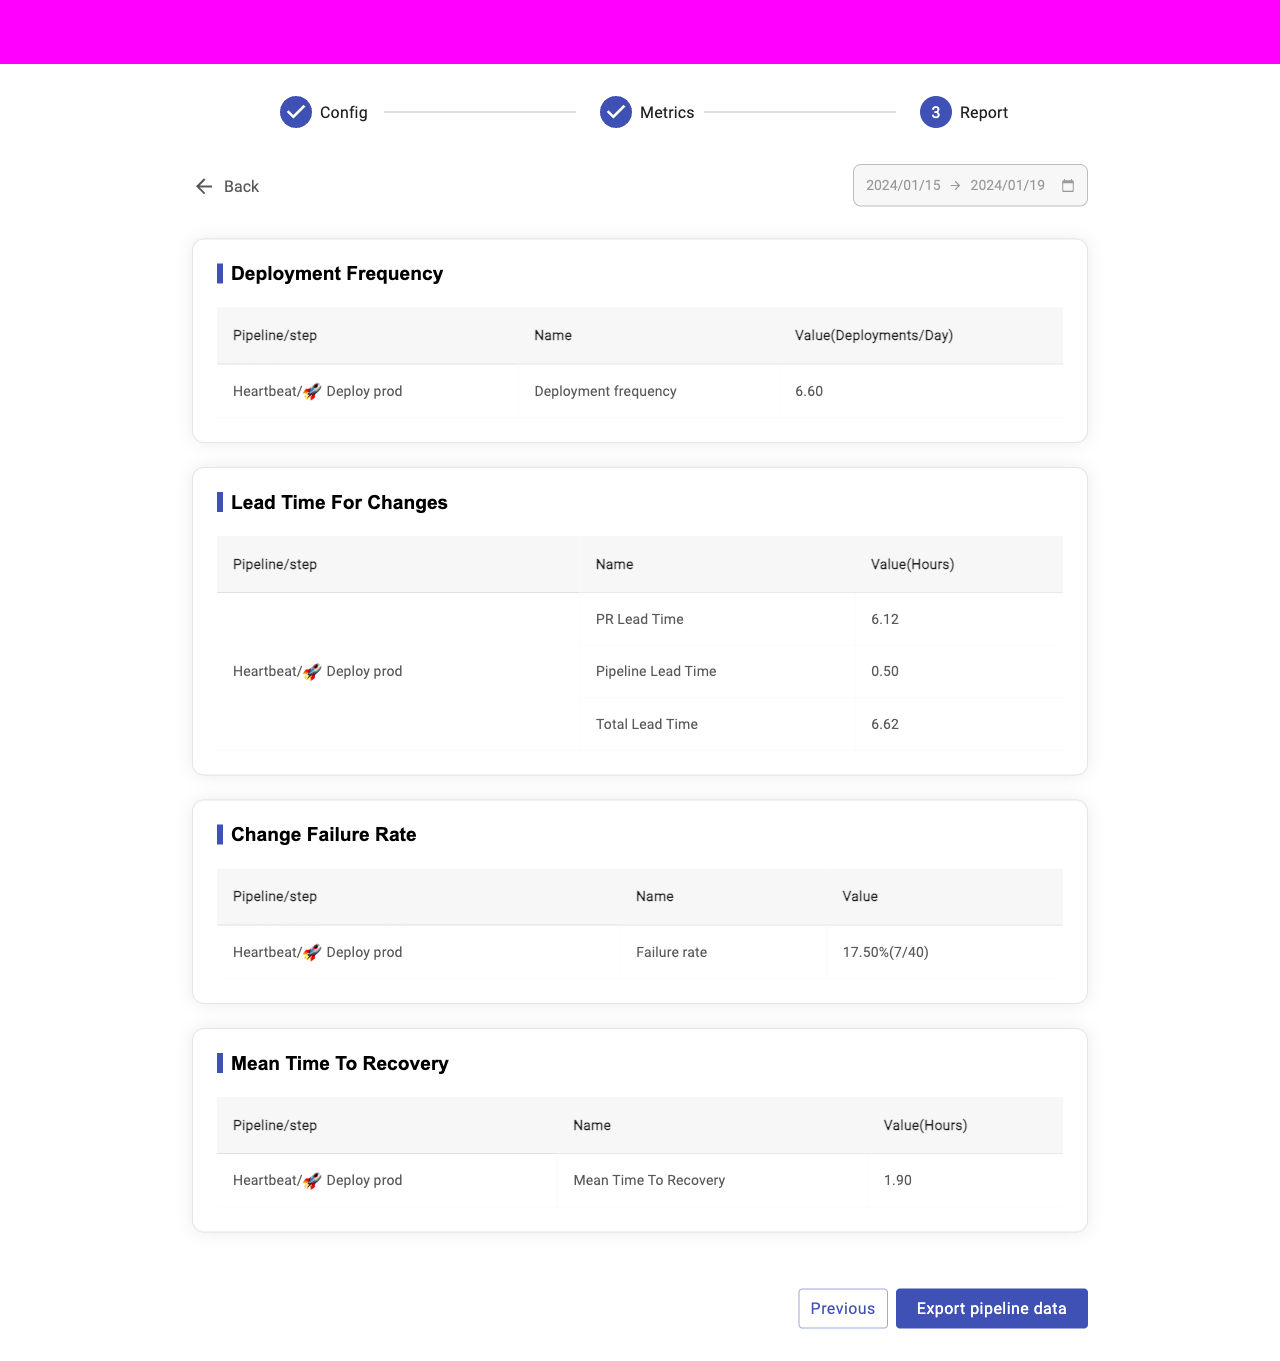 Config Metrics 3 Report
Back 2024/01/15 → 2024/01/19
Deployment Frequency
Pipeline/step Name Value(Deployments/Day)
Heartbeat/🚀 Deploy prod Deployment frequency 6.60
Lead Time For Changes
Pipeline/step Name Value(Hours)
PR Lead Time 6.12
Heartbeat/🚀 Deploy prod Pipeline Lead Time 0.50
Total Lead Time 6.62
Change Failure Rate
Pipeline/step Name Value
Heartbeat/🚀 Deploy prod Failure rate 17.50%(7/40)
Mean Time To Recovery
Pipeline/step Name Value(Hours)
Heartbeat/🚀 Deploy prod Mean Time To Recovery 1.90
Previous Export pipeline data